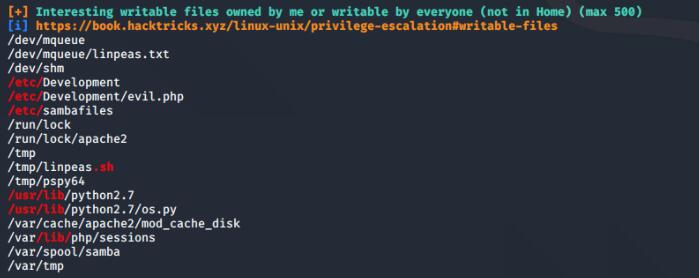 [+] Interesting writable files owned by me or writable by everyone (not in Home) (max 500)
[i] https://book.hacktricks.xyz/linux-unix/privilege-escalation#writable-files
/dev/mqueue
/dev/mqueue/linpeas.txt
/dev/shm
/etc/Development
/etc/Development/evil.php
/etc/sambafiles
/run/lock
/run/lock/apache2
/tmp
/tmp/linpeas.sh
/tmp/pspy64
/usr/lib/python2.7
/usr/lib/python2.7/os.py
/var/cache/apache2/mod_cache_disk
/var/lib/php/sessions
/var/spool/samba
/var/tmp